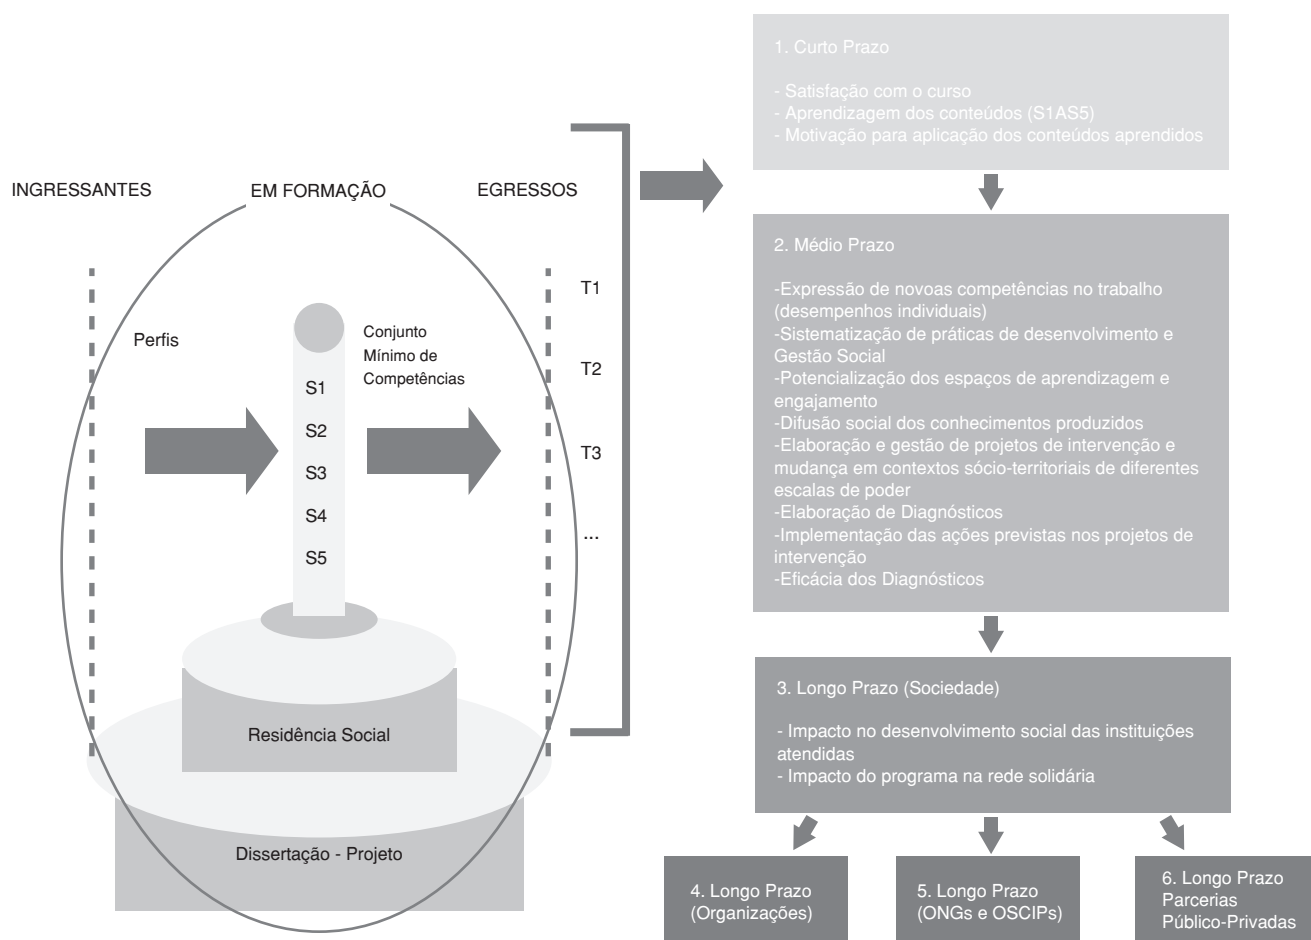 INGRESSANTES
EM FORMAÇÃO
EGRESSOS
Perfis
Conjunto
Mínimo de
Competências
S1
S2
S3
S4
S5
T1
T2
T3
...
Residência Social
Dissertação - Projeto
1. Curto Prazo
- Satisfação com o curso
- Aprendizagem dos conteúdos (S1AS5)
- Motivação para aplicação dos conteúdos aprendidos
2. Médio Prazo
-Expressão de novoas competências no trabalho
(desempenhos individuais)
-Sistematização de práticas de desenvolvimento e
Gestão Social
-Potencialização dos espaços de aprendizagem e
engajamento
-Difusão social dos conhecimentos produzidos
-Elaboração e gestão de projetos de intervenção e
mudança em contextos sócio-territoriais de diferentes
escalas de poder
-Elaboração de Diagnósticos
-Implementação das ações previstas nos projetos de
intervenção
-Eficácia dos Diagnósticos
3. Longo Prazo (Sociedade)
- Impacto no desenvolvimento social das instituições
atendidas
- Impacto do programa na rede solidária
4. Longo Prazo
(Organizações)
5. Longo Prazo
(ONGs e OSCIPs)
6. Longo Prazo
Parcerias
Público-Privadas